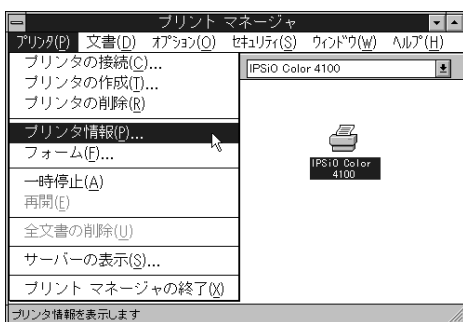 プリント マネージャ
プリンタ(P) 文書(D) オプション(O) セキュリティ(S) ウィンドウ(W) ヘルプ(H)
プリンタの接続(C)...
プリンタの作成(T)...
プリンタの削除(R)
プリンタ情報(P)...
フォーム(F)...
一時停止(A)
再開(E)
全文書の削除(U)
サーバーの表示(S)...
プリント マネージャの終了(X)
IPSiO Color 4100
IPSiO Color
4100
プリンタ情報を表示します